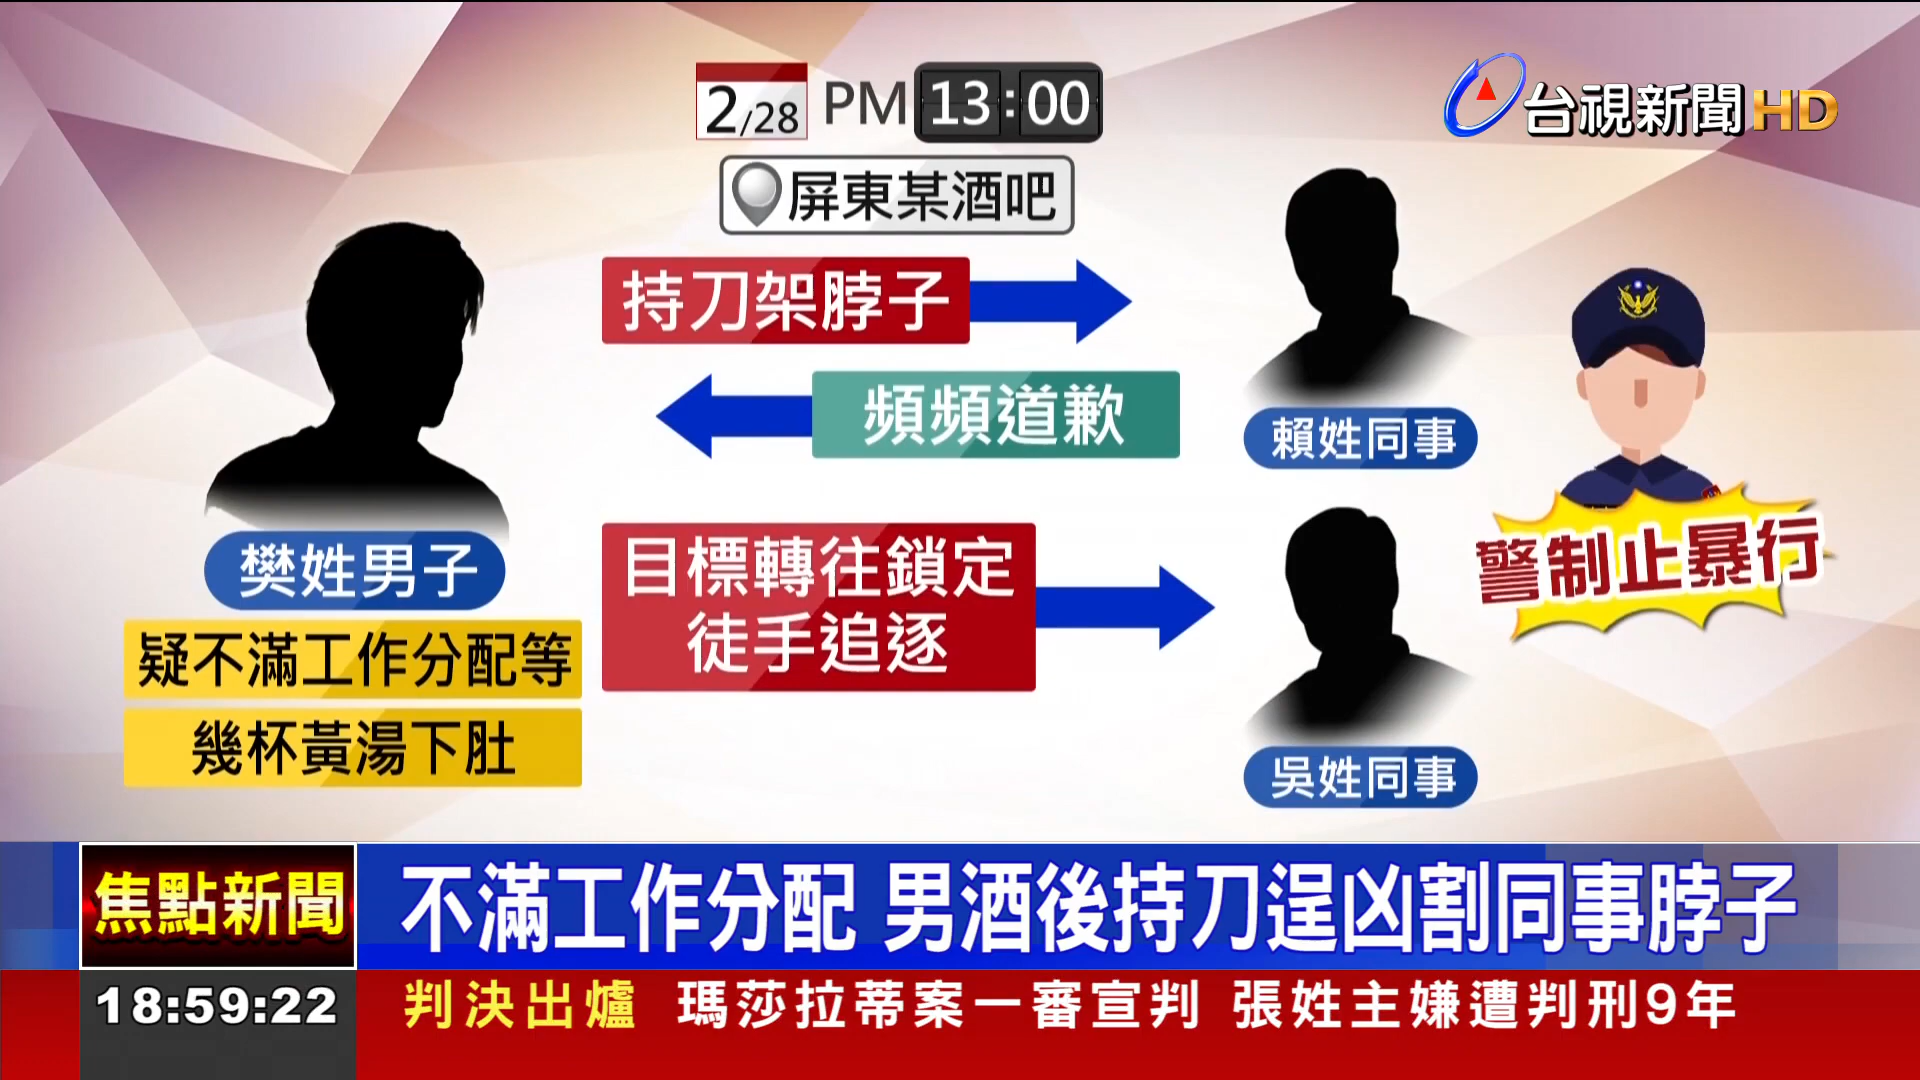 2/28 PM 13:00
台視新聞HD
屏東某酒吧
持刀架脖子
頻頻道歉
賴姓同事
樊姓男子
目標轉往鎖定
徒手追逐
警制止暴行
疑不滿工作分配等
幾杯黃湯下肚
吳姓同事
焦點新聞
不滿工作分配 男酒後持刀逞凶割同事脖子
18:59:22
判決出爐 瑪莎拉蒂案一審宣判 張姓主嫌遭判刑9年